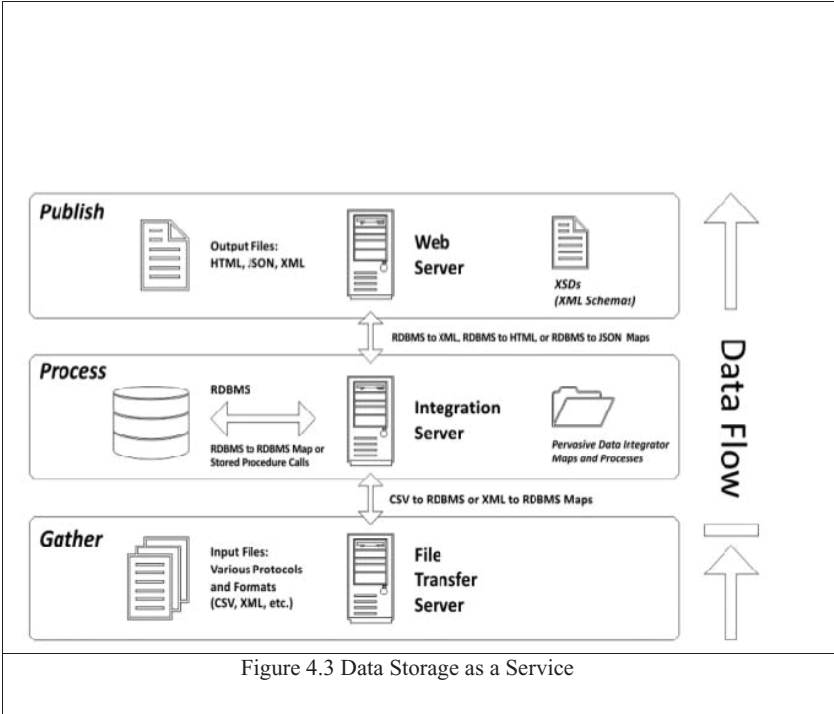 Publish
Output Files:
HTML, JSON, XML
Web
Server
XSDs
(XML Schemas)
RDBMS to XML, RDBMS to HTML or RDBMS to JSON Maps
Process
RDBMS
RDBMS to RDBMS Map or
Stored Procedure Calls
Integration
Server
Pervasive Data Integrator
Maps and Processes
CSV to RDBMS or XML to RDBMS Maps
Gather
Input Files:
Various Protocols
and Formats
(CSV, XML, etc.)
File
Transfer
Server
Data Flow
Figure 4.3 Data Storage as a Service